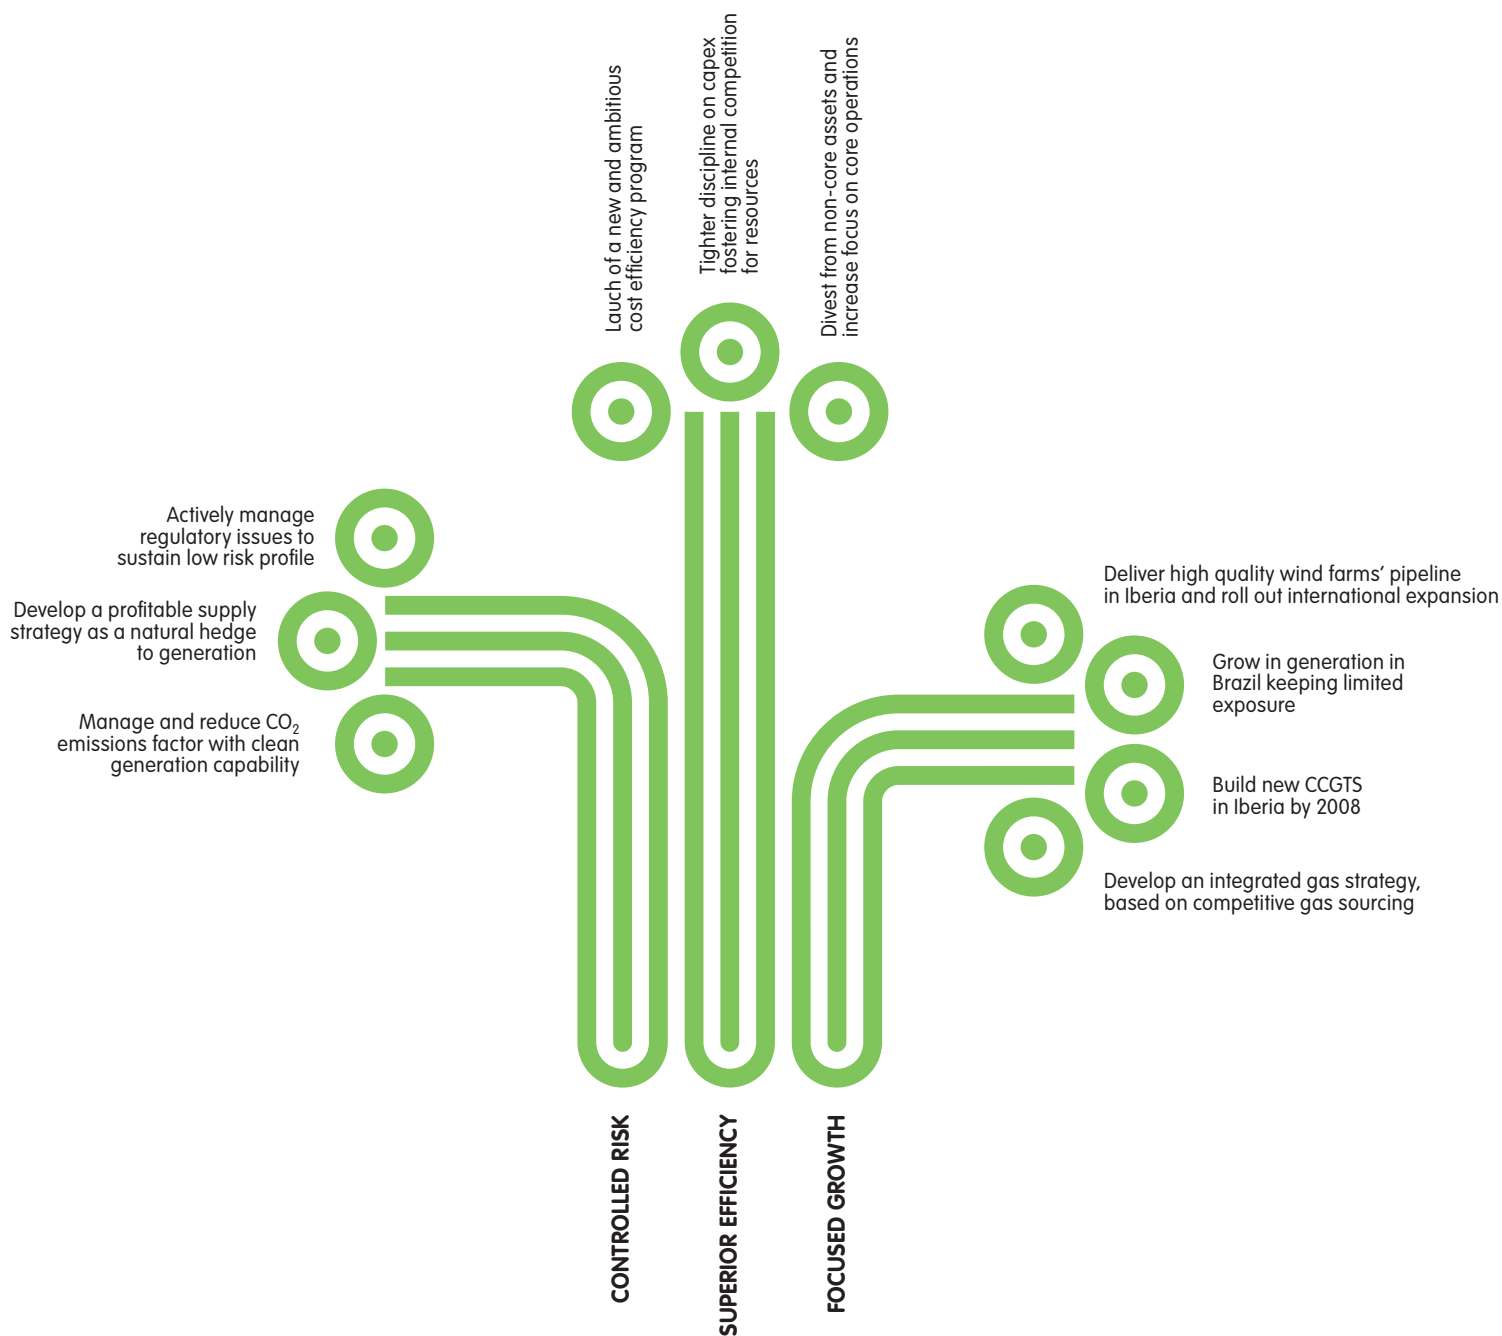 Lauch of a new and ambitious
cost efficiency program
Tighter discipline on capex
fostering internal competition
for resources
Divest from non-core assets and
increase focus on core operations
Actively manage
regulatory issues to
sustain low risk profile
Develop a profitable supply
strategy as a natural hedge
to generation
Manage and reduce CO₂
emissions factor with clean
generation capability
Deliver high quality wind farms’ pipeline
in Iberia and roll out international expansion
Grow in generation in
Brazil keeping limited
exposure
Build new CCGTS
in Iberia by 2008
Develop an integrated gas strategy,
based on competitive gas sourcing
CONTROLLED RISK
SUPERIOR EFFICIENCY
FOCUSED GROWTH